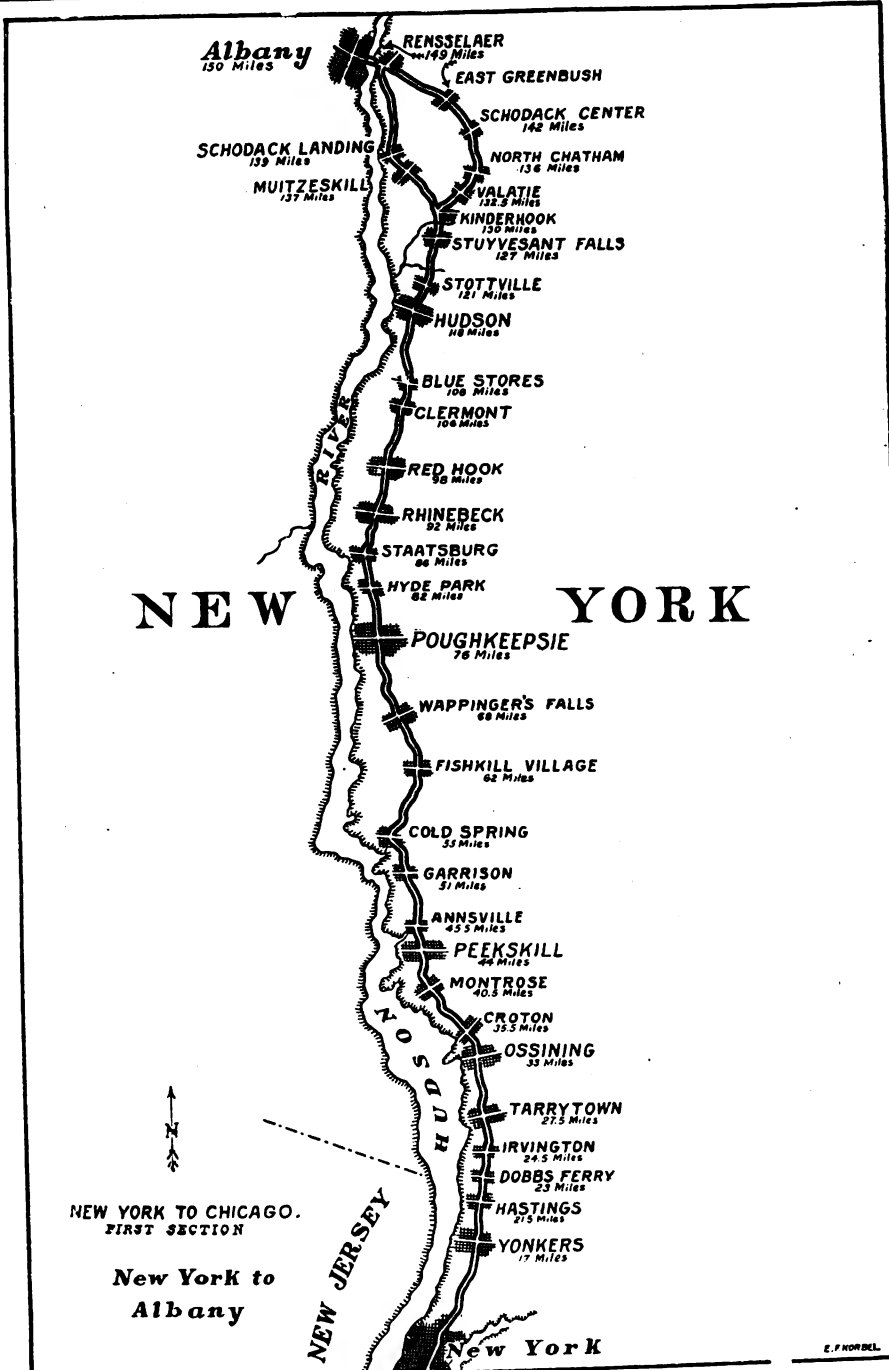 Albany
150 Miles
RENSSELAER
149 Miles
EAST GREENBUSH
SCHODACK CENTER
142 Miles
SCHODACK LANDING
139 Miles
NORTH CHATHAM
136 Miles
MUITZESKILL
137 Miles
VALATIE
132.5 Miles
KINDERHOOK
130 Miles
STUYVESANT FALLS
127 Miles
STOTTVILLE
121 Miles
HUDSON
118 Miles
BLUE STORES
108 Miles
CLERMONT
106 Miles
RIVER
RED HOOK
98 Miles
RHINEBECK
92 Miles
STAATSBURG
86 Miles
HYDE PARK
82 Miles
NEW YORK
POUGHKEEPSIE
76 Miles
WAPPINGER'S FALLS
68 Miles
FISHKILL VILLAGE
62 Miles
COLD SPRING
55 Miles
GARRISON
51 Miles
ANNSVILLE
45.5 Miles
PEEKSKILL
44 Miles
MONTROSE
40.5 Miles
CROTON
35.5 Miles
OSSINING
33 Miles
HUDSON
TARRYTOWN
27.5 Miles
N
IRVINGTON
24.5 Miles
DOBBS FERRY
23 Miles
HASTINGS
21.5 Miles
YONKERS
17 Miles
NEW YORK TO CHICAGO.
FIRST SECTION
New York to
Albany
NEW JERSEY
New York
E.F KORBEL